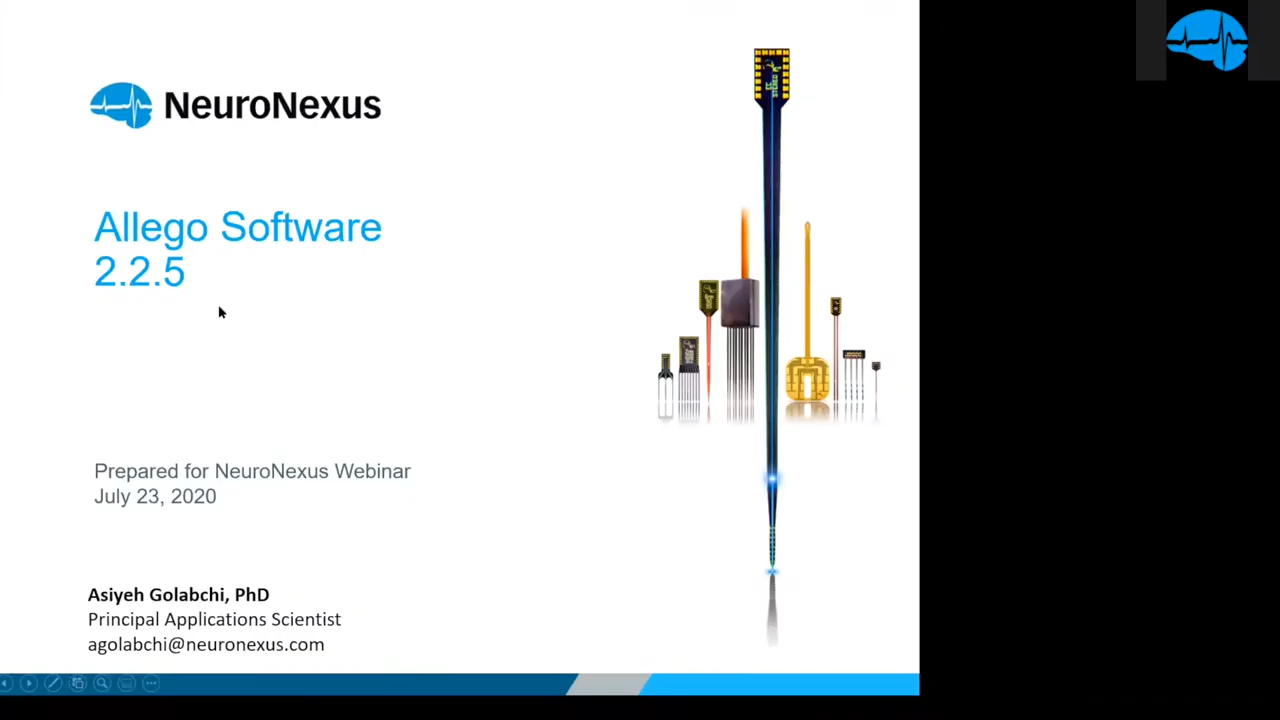 NeuroNexus
Allego Software
2.2.5
Prepared for NeuroNexus Webinar
July 23, 2020
Asiyeh Golabchi, PhD
Principal Applications Scientist
agolabchi@neuronexus.com